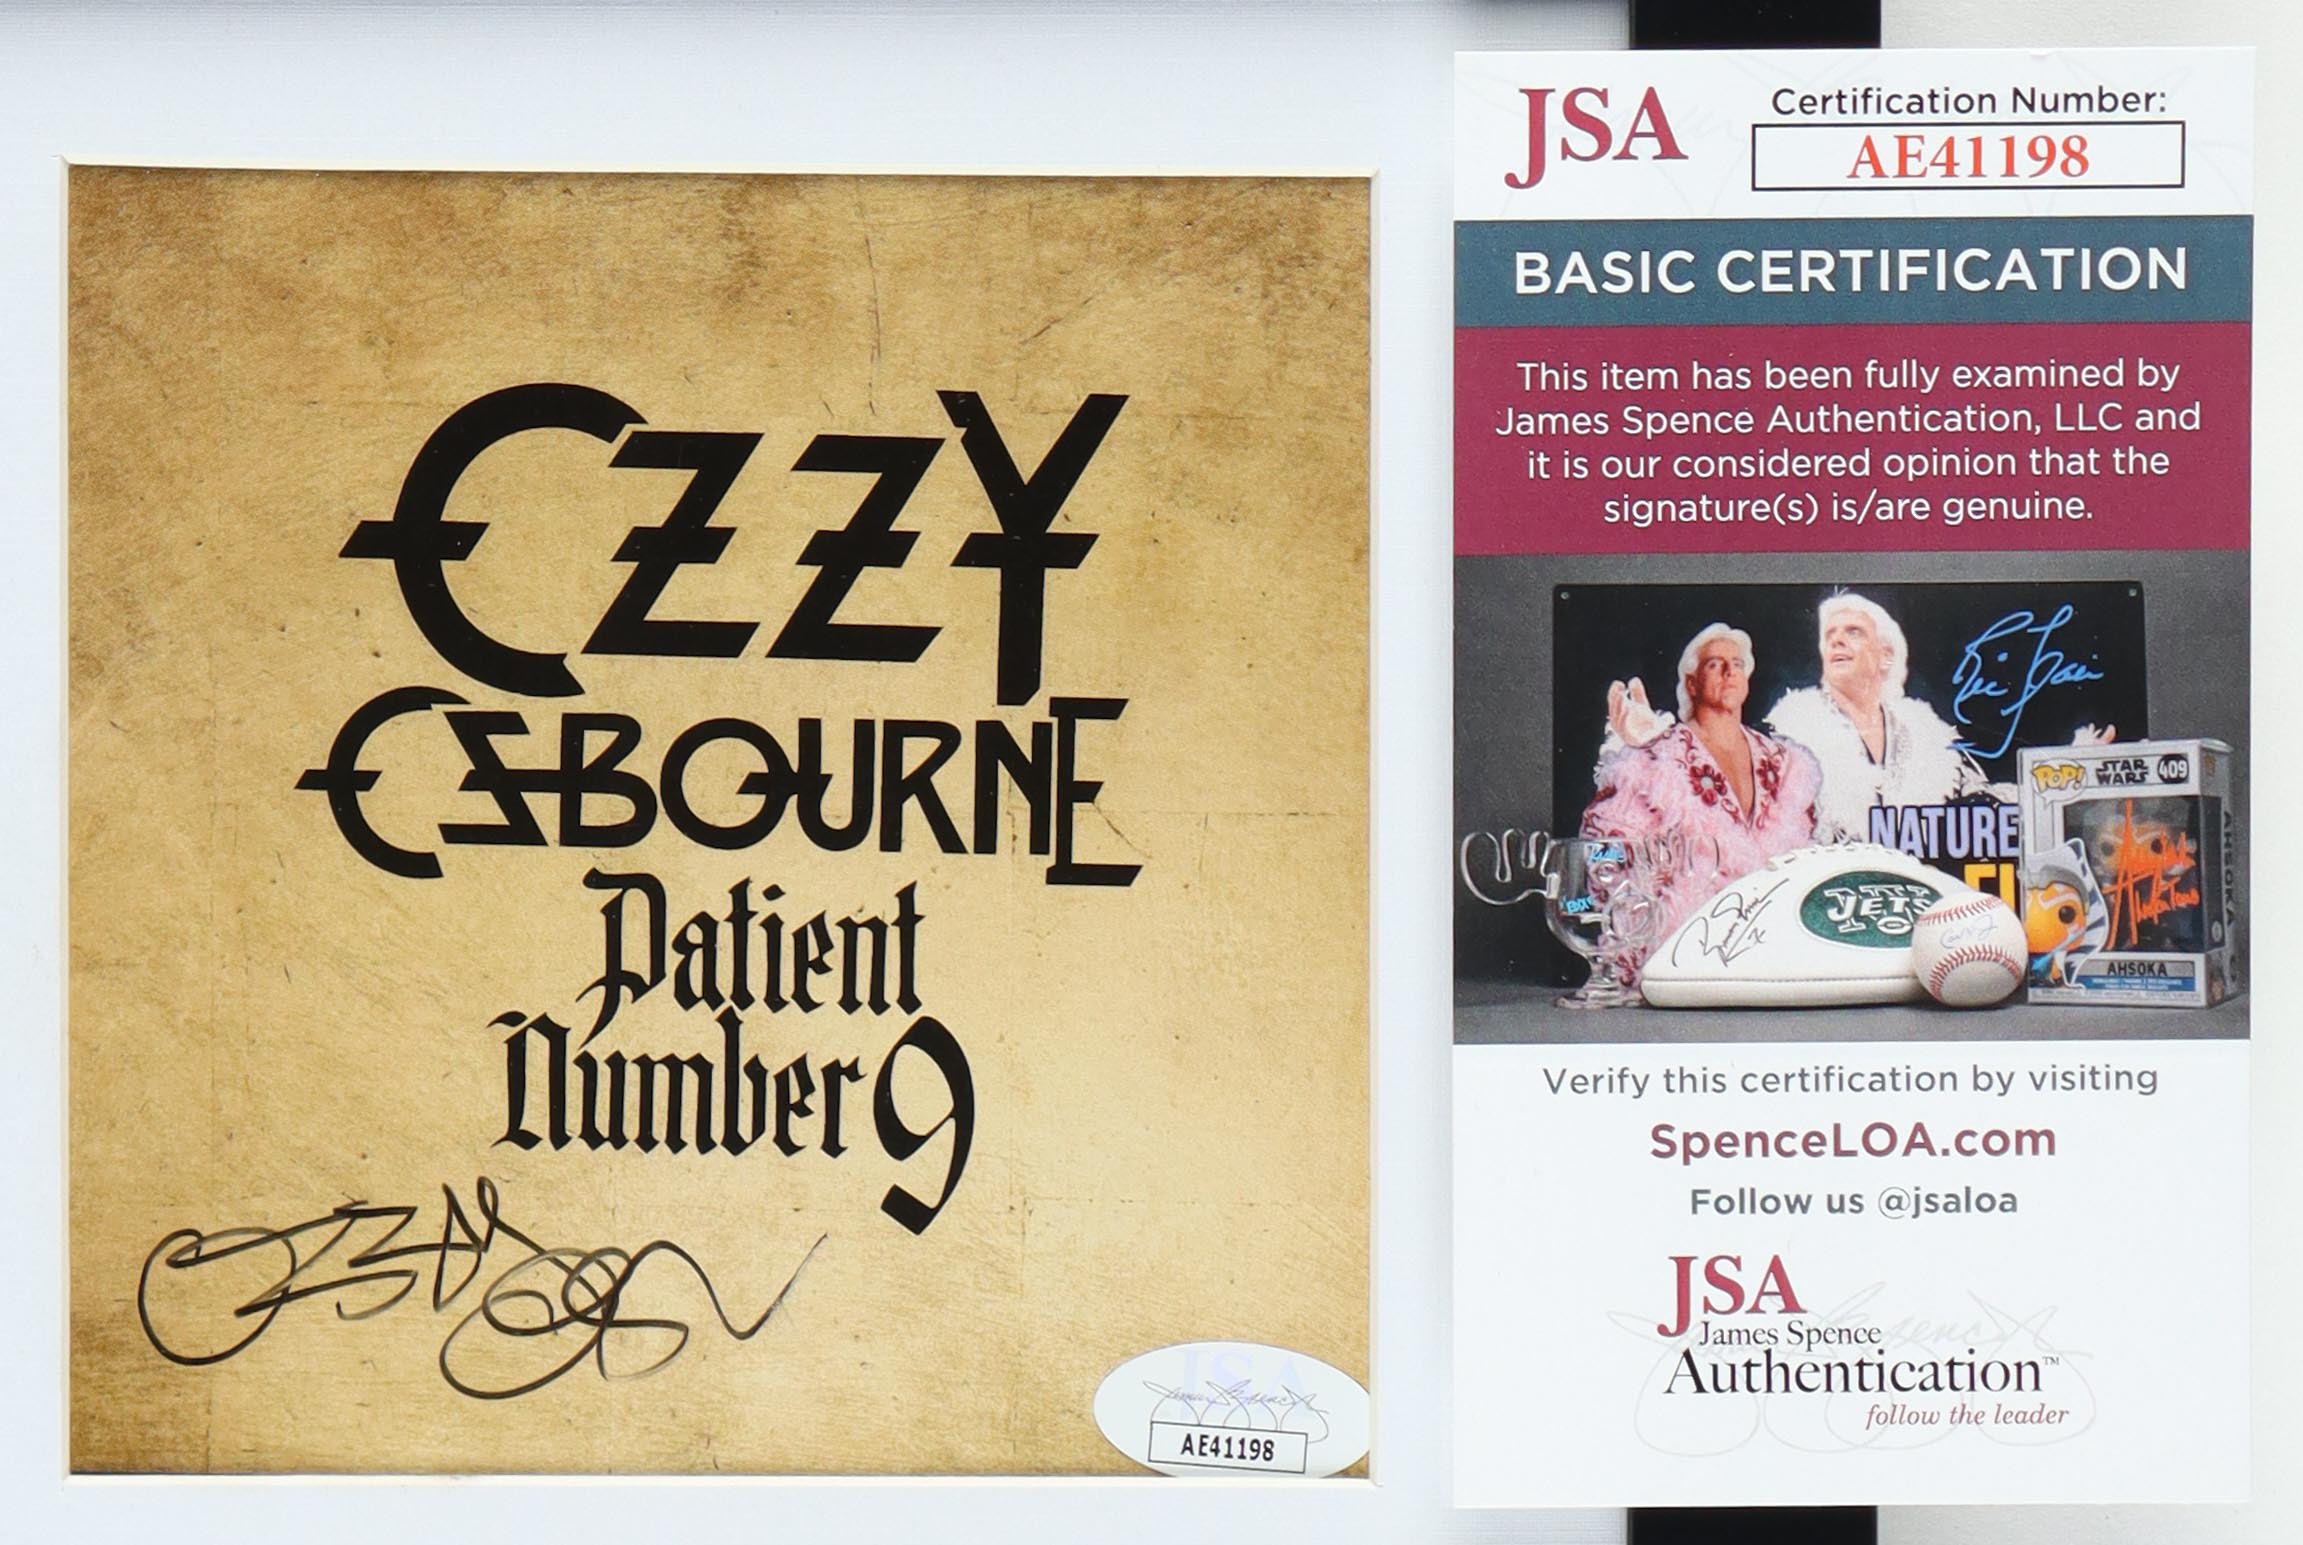 OZZY
OSBOURNE
Patient
Number 9
JSA
AE41198
JSA
Certification Number:
AE41198
BASIC CERTIFICATION
This item has been fully examined by
James Spence Authentication, LLC and
it is our considered opinion that the
signature(s) is/are genuine.
POP!
STAR
WARS
409
NATURE
JETS
AHSOKA
AHSOKA
Verify this certification by visiting
SpenceLOA.com
Follow us @jsaloa
JSA
James Spence
Authentication™
follow the leader